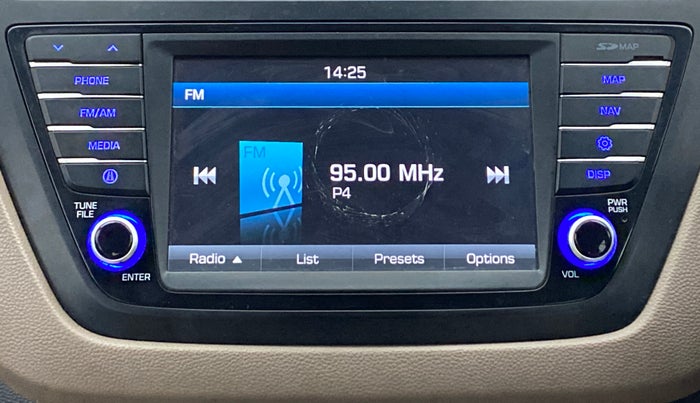 SD MAP
14:25
PHONE
MAP
FM
FM/AM
NAV
FM
MEDIA
95.00 MHz
P4
DISP
TUNE
FILE
PWR
PUSH
Radio ▲ List Presets Options
ENTER
VOL